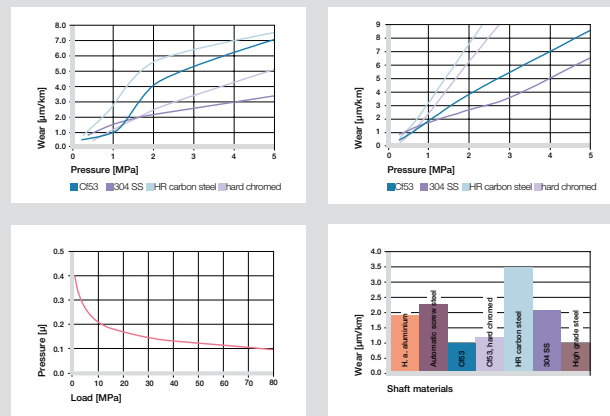 8.0
7.0
6.0
5.0
4.0
3.0
2.0
1.0
0.0
Wear [µm/km]
0 1 2 3 4 5
Pressure [MPa]
Cf53 304 SS HR carbon steel hard chromed
9
8
7
6
5
4
3
2
1
0
Wear [µm/km]
0 1 2 3 4 5
Pressure [MPa]
Cf53 304 SS HR carbon steel hard chromed
0.5
0.4
0.3
0.2
0.1
0.0
Pressure [µ]
0 10 20 30 40 50 60 70 80
Load [MPa]
4.0
3.5
3.0
2.5
2.0
1.5
1.0
0.5
0.0
Wear [µm/km]
H. a. aluminium
Automatic screw steel
Cf53
Cf53, hard chromed
HR carbon steel
304 SS
High grade steel
Shaft materials